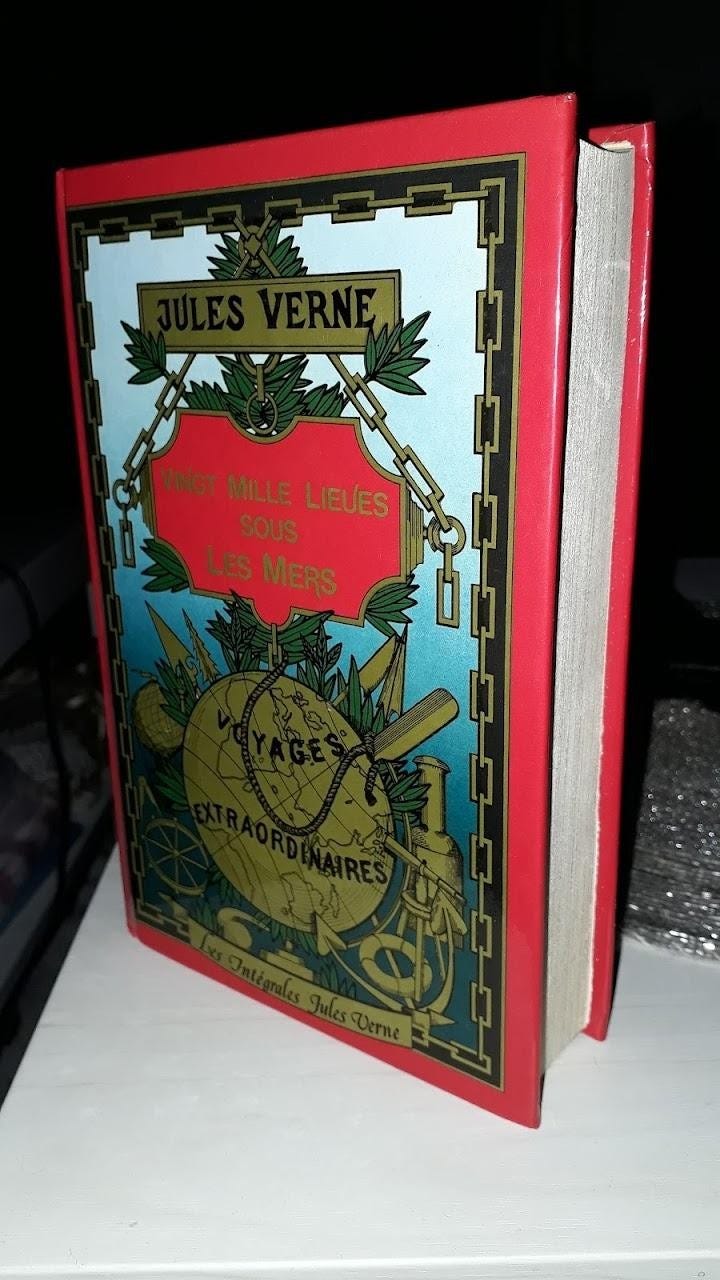 JULES VERNE
VINGT MILLE LIEUES
SOUS
LES MERS
VOYAGES
EXTRAORDINAIRES
Les Intégrales Jules Verne